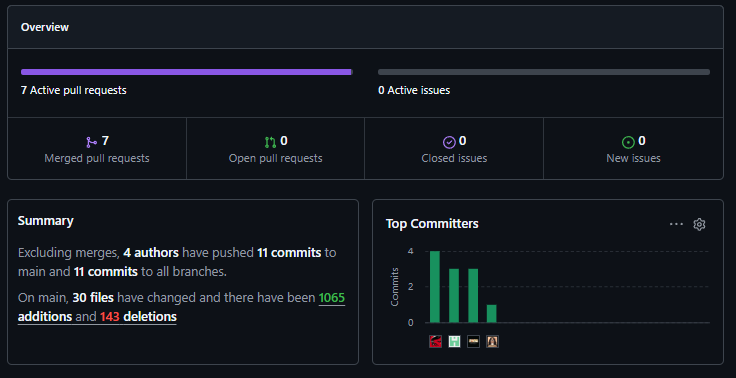 Overview
7 Active pull requests
0 Active issues
7
Merged pull requests
0
Open pull requests
0
Closed issues
0
New issues
Summary
Excluding merges, 4 authors have pushed 11 commits to
main and 11 commits to all branches.
On main, 30 files have changed and there have been 1065
additions and 143 deletions
Top Committers
Commits
4
2
0